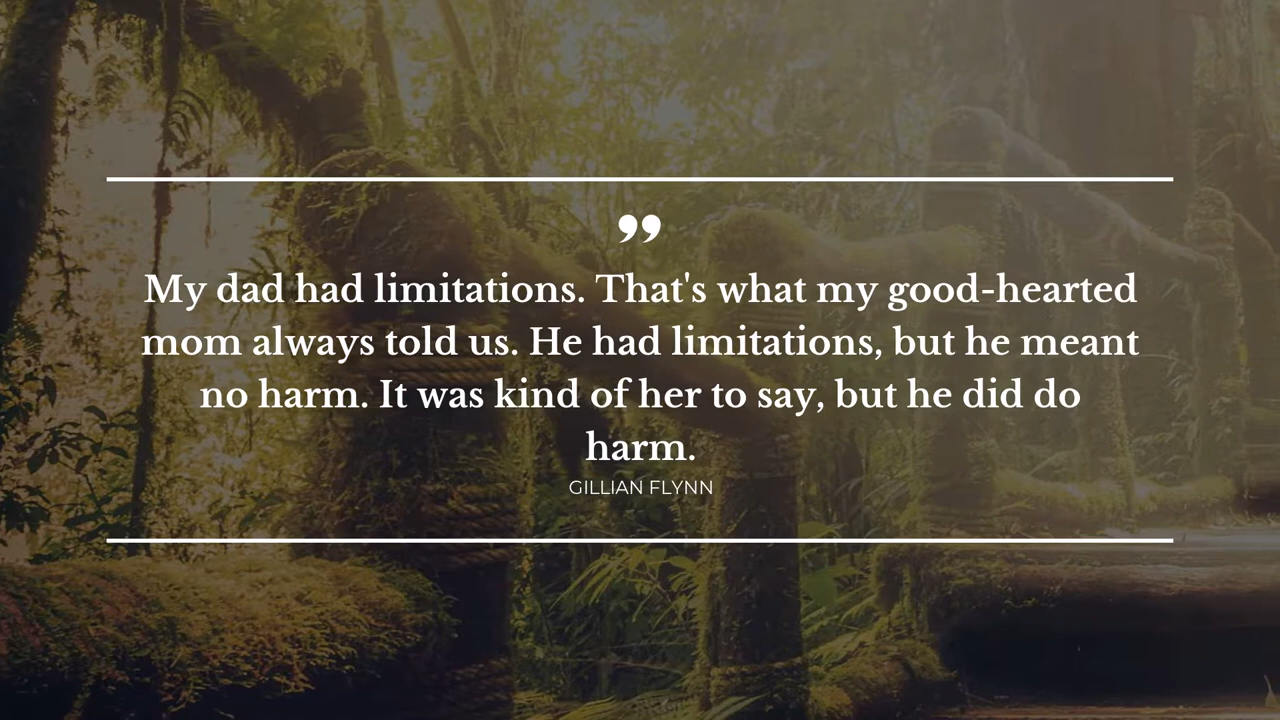 ”
My dad had limitations. That's what my good-hearted
mom always told us. He had limitations, but he meant
no harm. It was kind of her to say, but he did do
harm.
GILLIAN FLYNN